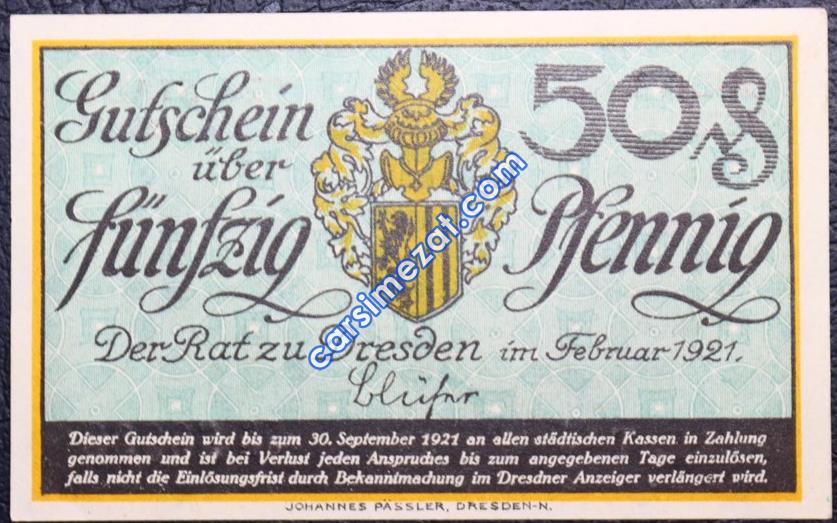 Gutschein
über
fünfzig
50 ₰
Pfennig
Der Rat zu Dresden im Februar 1921.
Blüher
Dieser Gutschein wird bis zum 30. September 1921 an allen städtischen Kassen in Zahlung
genommen und ist bei Verlust jeden Anspruches bis zum angegebenen Tage einzulösen,
falls nicht die Einlösungsfrist durch Bekanntmachung im Dresdner Anzeiger verlängert wird.
JOHANNES PÄSSLER, DRESDEN-N.
carsimezat.com